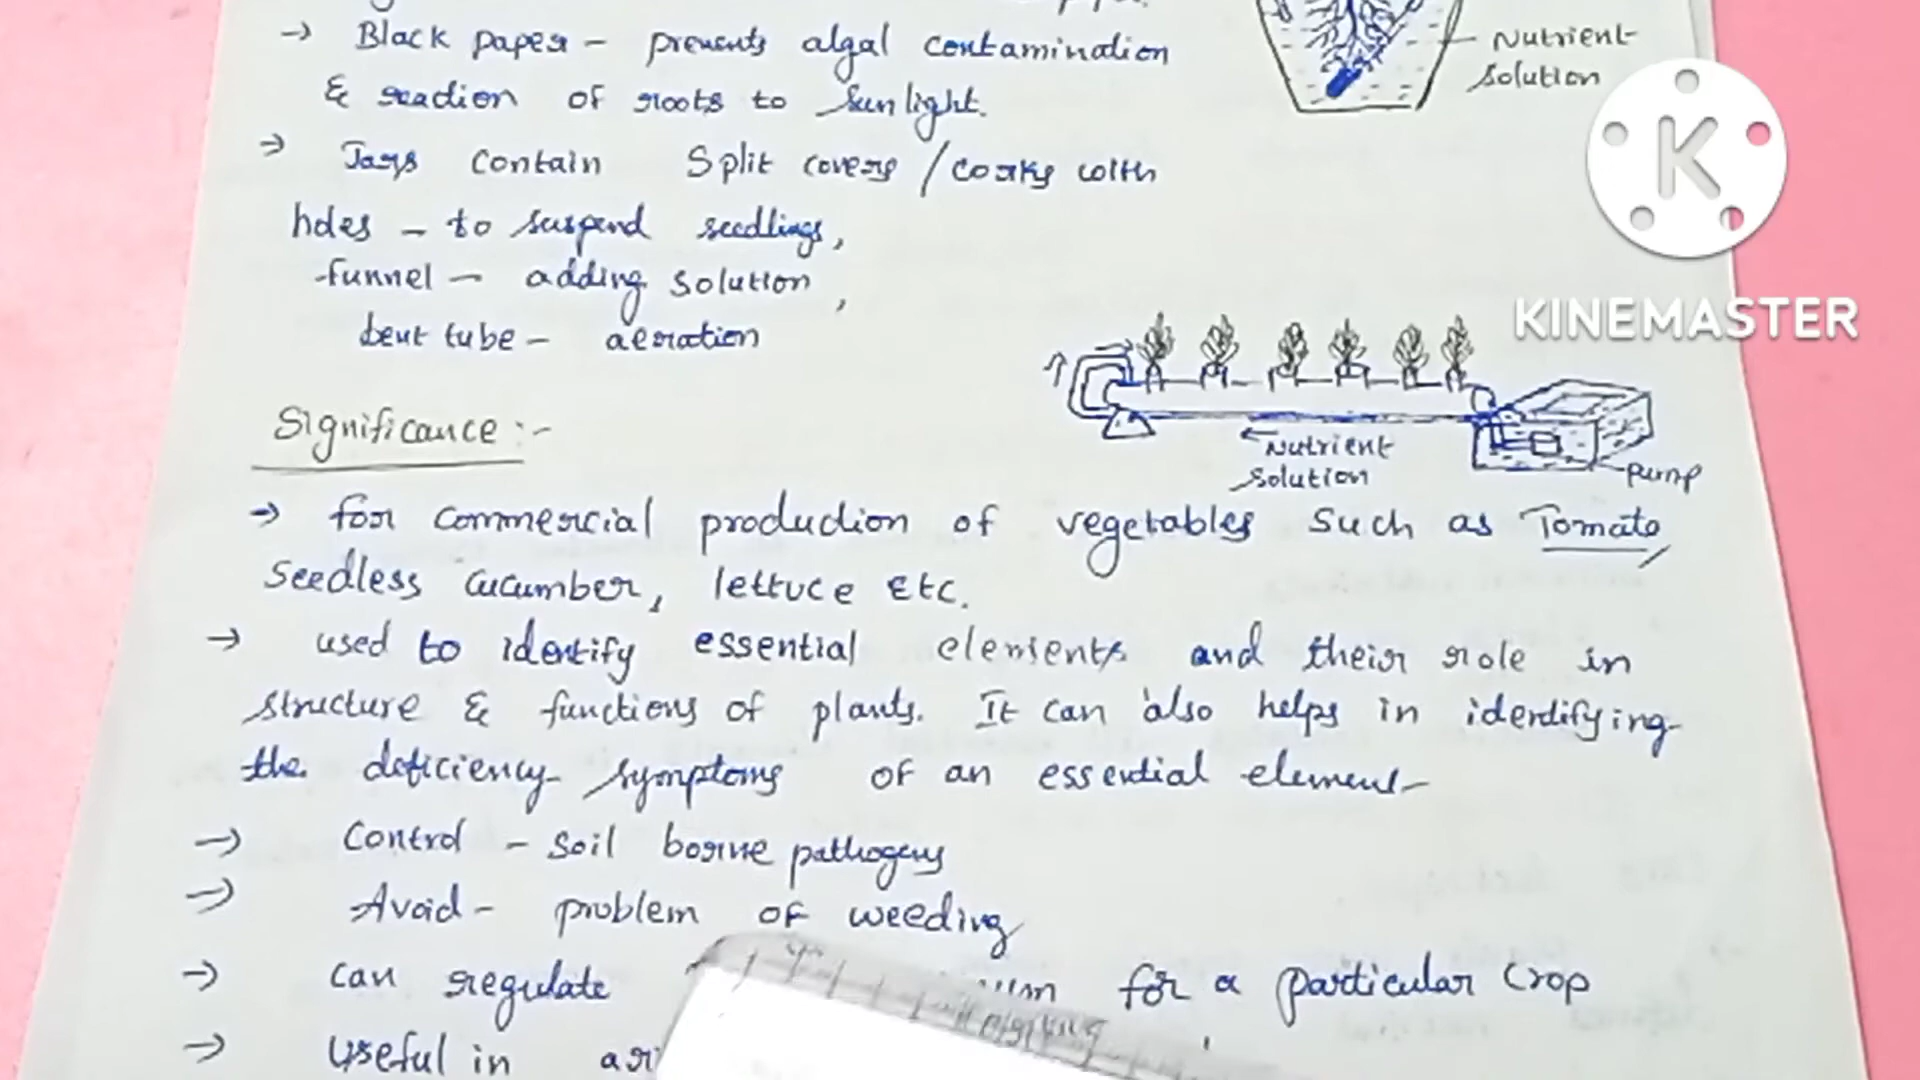 → Black paper - prevents algal contamination
& reaction of roots to sunlight.
→ Jars contain Split covers / corks with
holes - to suspend seedlings,
funnel - adding solution,
bent tube - aeration
Nutrient
solution
KINEMASTER
Nutrient
solution
pump
Significance :-
→ for commercial production of vegetables such as Tomato
seedless cucumber, lettuce Etc.
→ used to identify essential elements and their role in
structure & functions of plants. It can also helps in identifying
the deficiency symptoms of an essential element
→ Control - soil borne pathogens
→ Avoid - problem of weeding
→ can regulate for a particular crop
→ Useful in